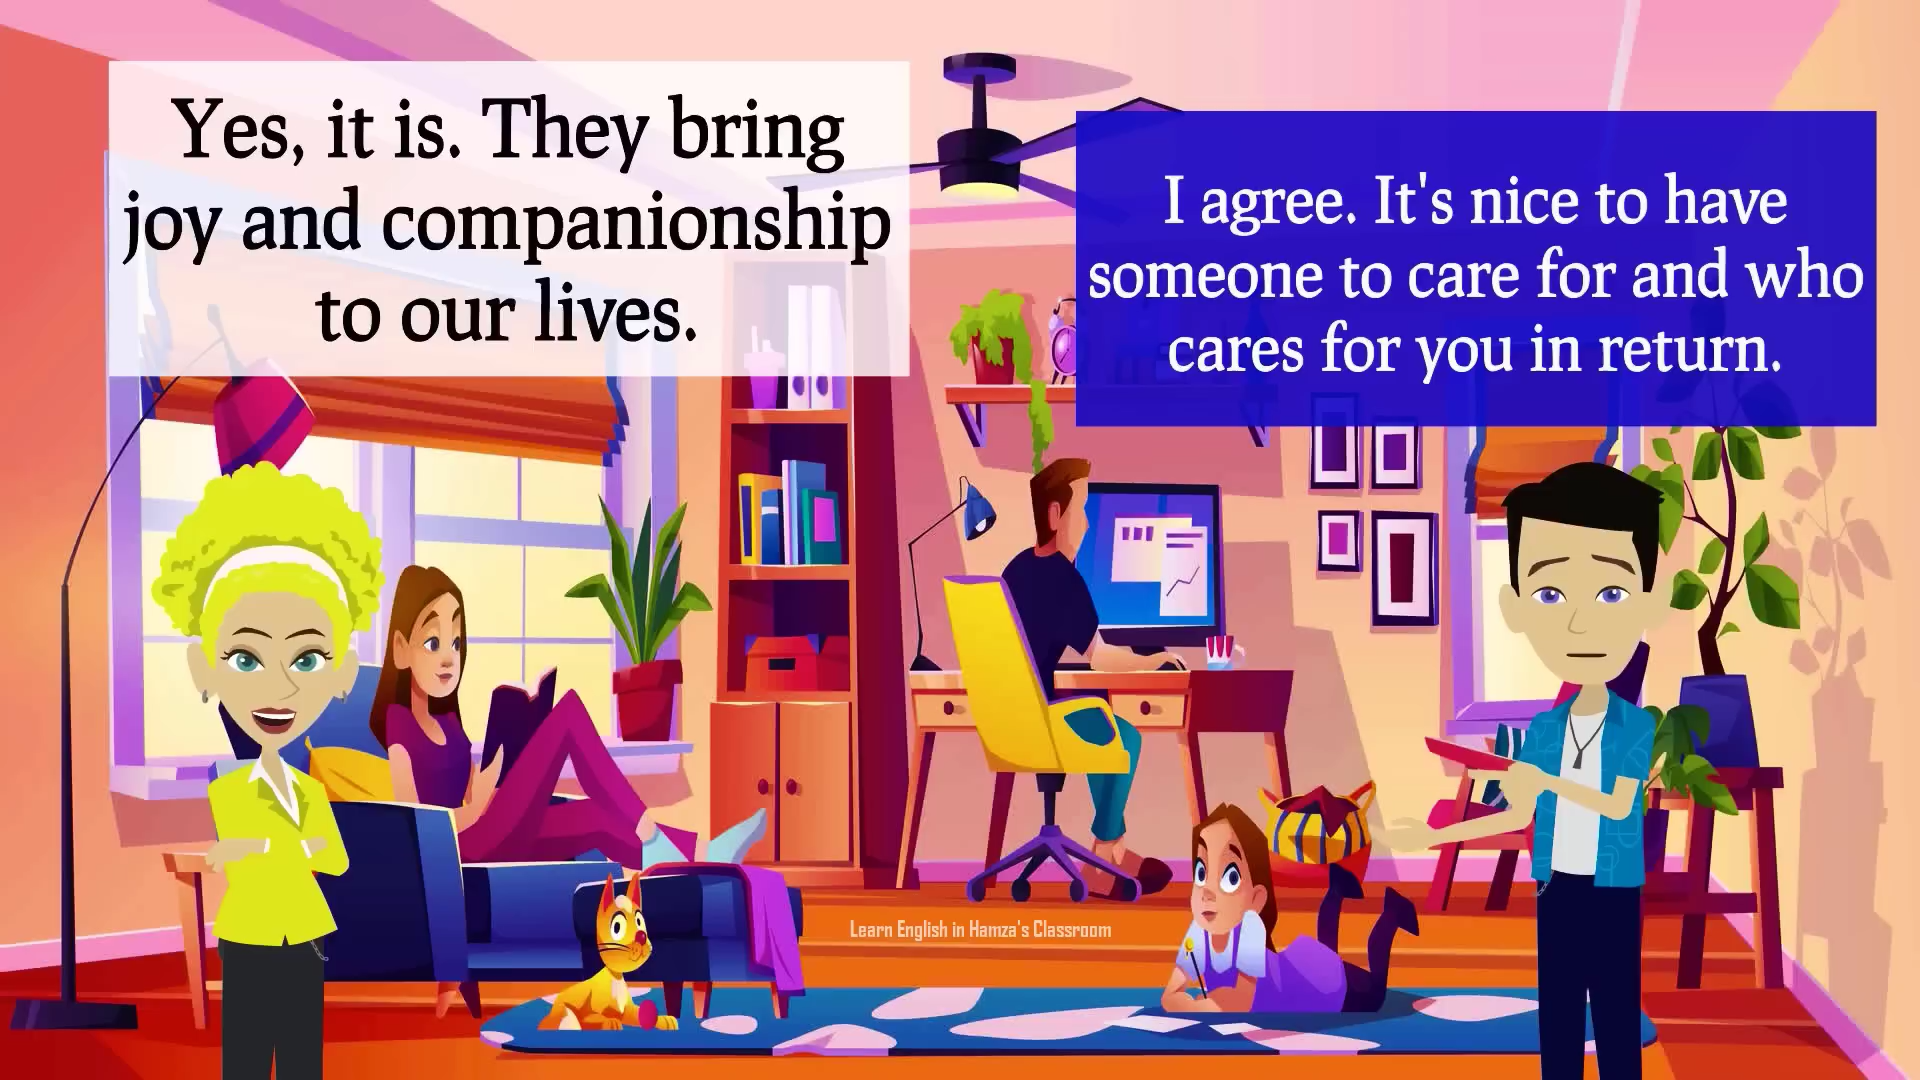 Yes, it is. They bring
joy and companionship
to our lives.
I agree. It's nice to have
someone to care for and who
cares for you in return.
Learn English in Hamza's Classroom